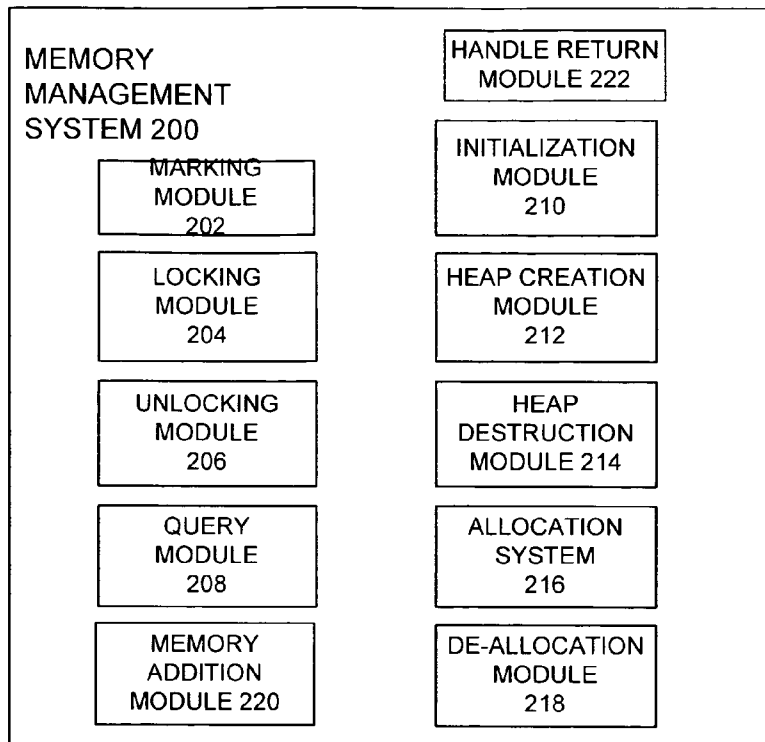 MEMORY
MANAGEMENT
SYSTEM 200
MARKING
MODULE
202
LOCKING
MODULE
204
UNLOCKING
MODULE
206
QUERY
MODULE
208
MEMORY
ADDITION
MODULE 220
HANDLE RETURN
MODULE 222
INITIALIZATION
MODULE
210
HEAP CREATION
MODULE
212
HEAP
DESTRUCTION
MODULE 214
ALLOCATION
SYSTEM
216
DE-ALLOCATION
MODULE
218